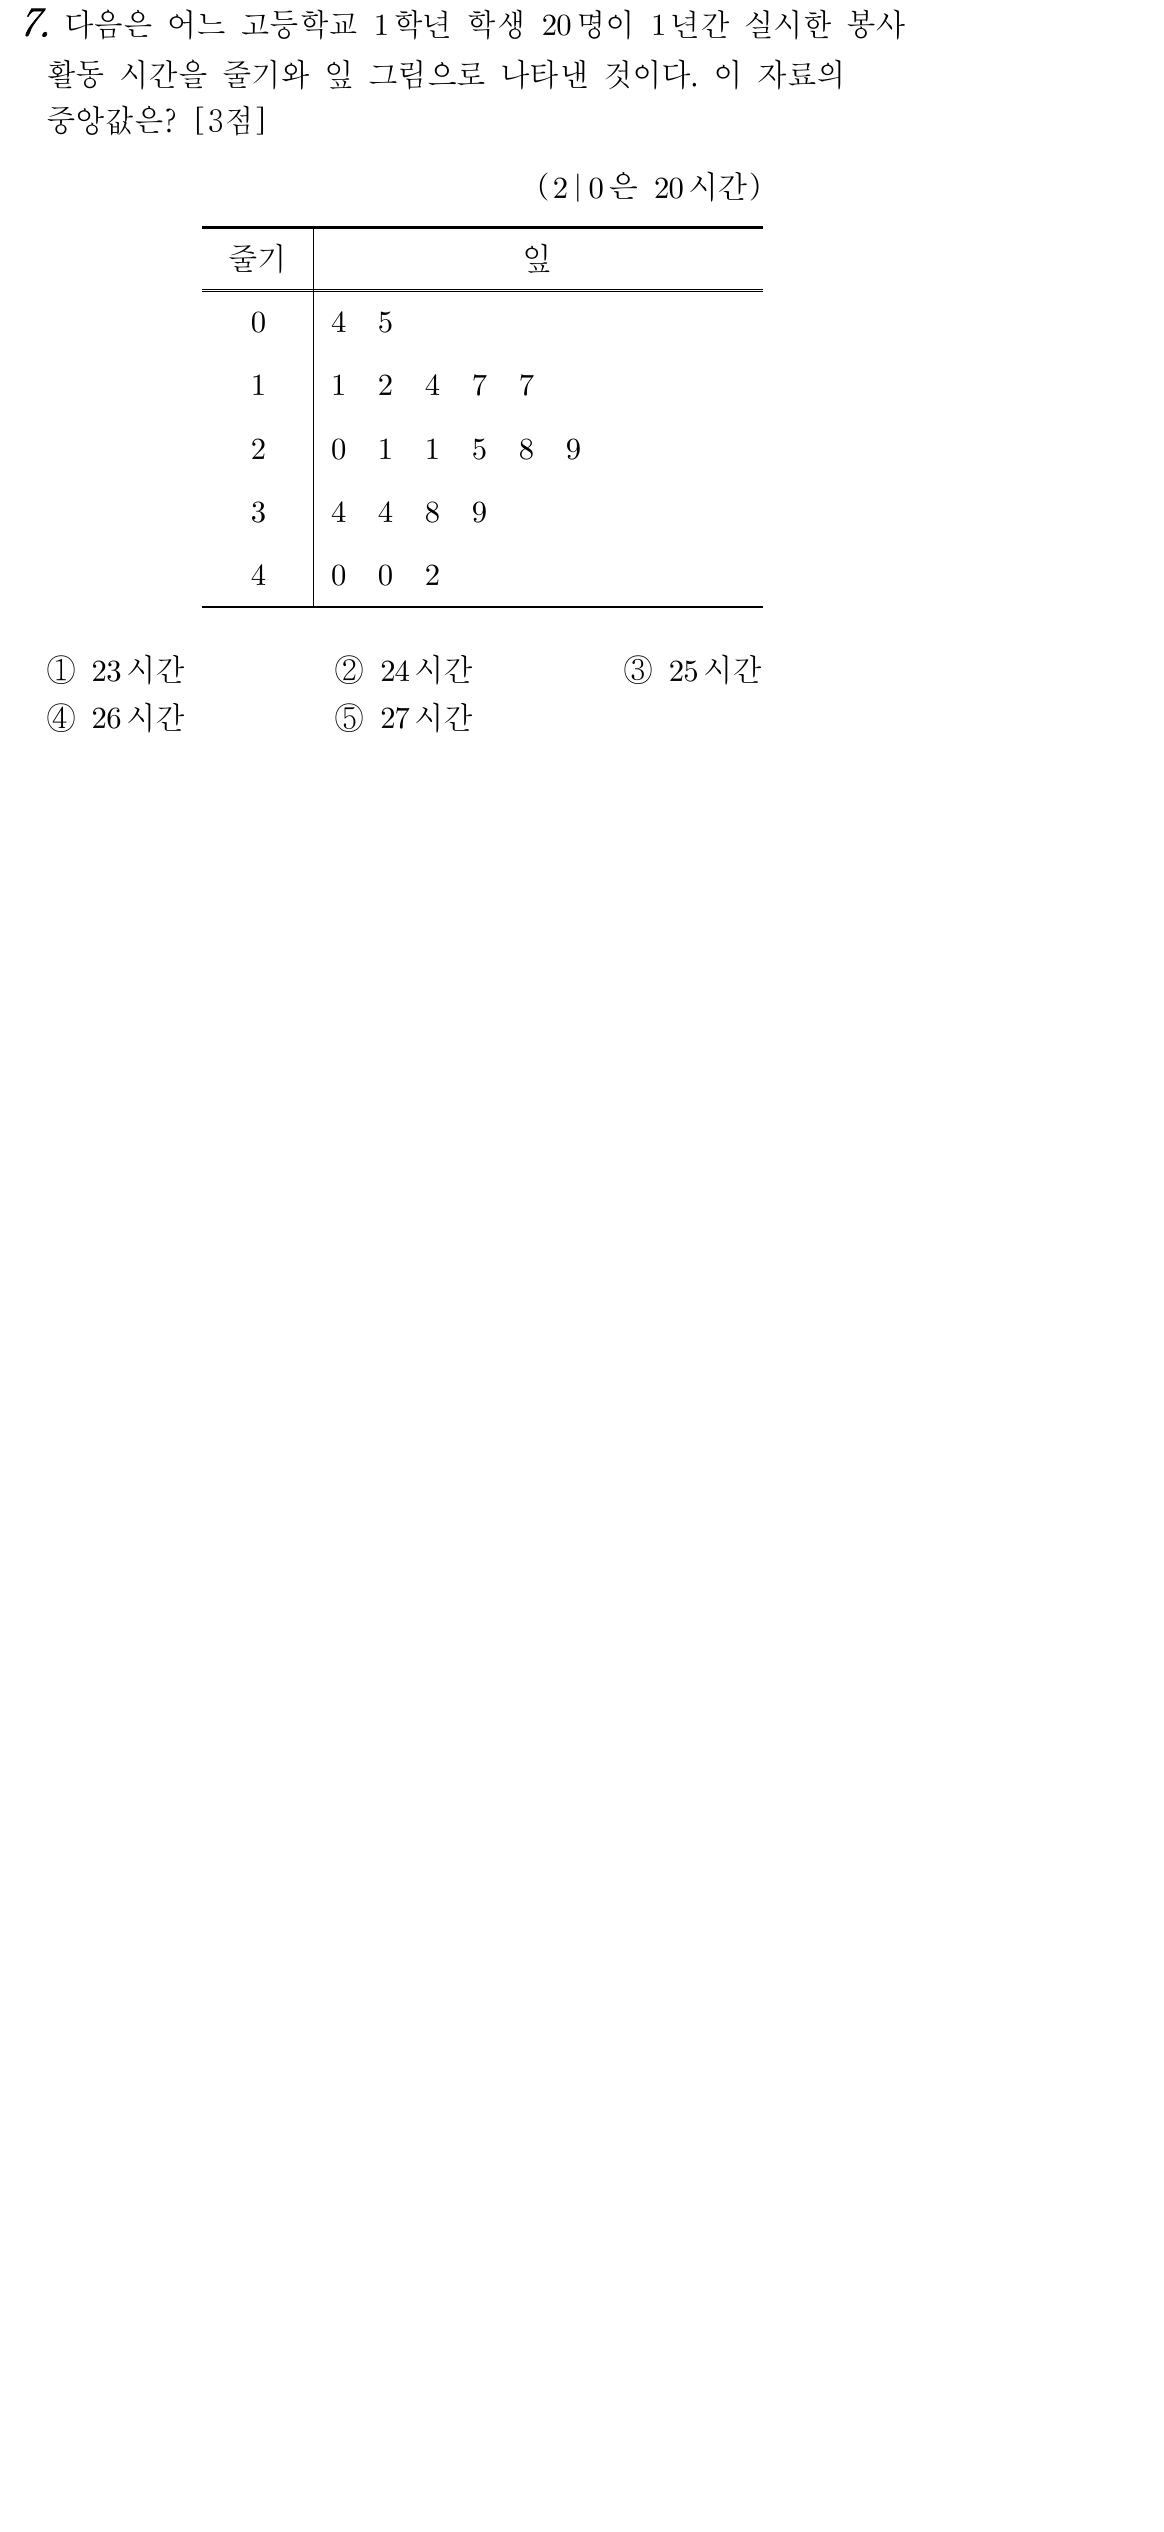 7. 다음은 어느 고등학교 1학년 학생 20명이 1년간 실시한 봉사
활동 시간을 줄기와 잎 그림으로 나타낸 것이다. 이 자료의
중앙값은? [3점]
(2|0은 20시간)
줄기 잎
0 4 5
1 1 2 4 7 7
2 0 1 1 5 8 9
3 4 4 8 9
4 0 0 2
① 23시간 ② 24시간 ③ 25시간
④ 26시간 ⑤ 27시간